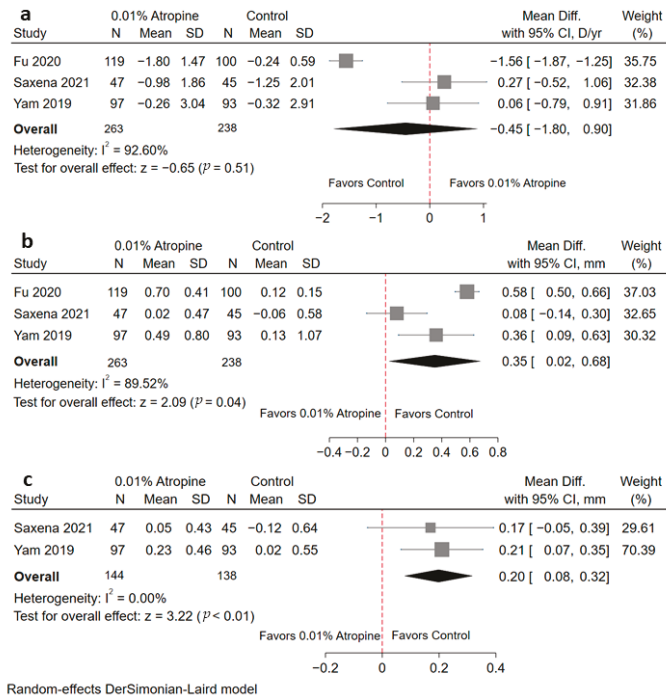 a
0.01% Atropine Control Mean Diff. Weight
Study N Mean SD N Mean SD with 95% CI, D/yr (%)
Fu 2020 119 −1.80 1.47 100 −0.24 0.59 −1.56 [ −1.87, −1.25] 35.75
Saxena 2021 47 −0.98 1.86 45 −1.25 2.01 0.27 [ −0.52, 1.06] 32.38
Yam 2019 97 −0.26 3.04 93 −0.32 2.91 0.06 [ −0.79, 0.91] 31.86
Overall 263 238 −0.45 [ −1.80, 0.90]
Heterogeneity: I² = 92.60%
Test for overall effect: z = −0.65 (p = 0.51)
Favors Control Favors 0.01% Atropine
−2 −1 0 1
b
0.01% Atropine Control Mean Diff. Weight
Study N Mean SD N Mean SD with 95% CI, mm (%)
Fu 2020 119 0.70 0.41 100 0.12 0.15 0.58 [ 0.50, 0.66] 37.03
Saxena 2021 47 0.02 0.47 45 −0.06 0.58 0.08 [ −0.14, 0.30] 32.65
Yam 2019 97 0.49 0.80 93 0.13 1.07 0.36 [ 0.09, 0.63] 30.32
Overall 263 238 0.35 [ 0.02, 0.68]
Heterogeneity: I² = 89.52%
Test for overall effect: z = 2.09 (p = 0.04)
Favors 0.01% Atropine Favors Control
−0.4 −0.2 0 0.2 0.4 0.6 0.8
c
0.01% Atropine Control Mean Diff. Weight
Study N Mean SD N Mean SD with 95% CI, mm (%)
Saxena 2021 47 0.05 0.43 45 −0.12 0.64 0.17 [ −0.05, 0.39] 29.61
Yam 2019 97 0.23 0.46 93 0.02 0.55 0.21 [ 0.07, 0.35] 70.39
Overall 144 138 0.20 [ 0.08, 0.32]
Heterogeneity: I² = 0.00%
Test for overall effect: z = 3.22 (p < 0.01)
Favors 0.01% Atropine Favors Control
−0.2 0 0.2 0.4
Random-effects DerSimonian-Laird model